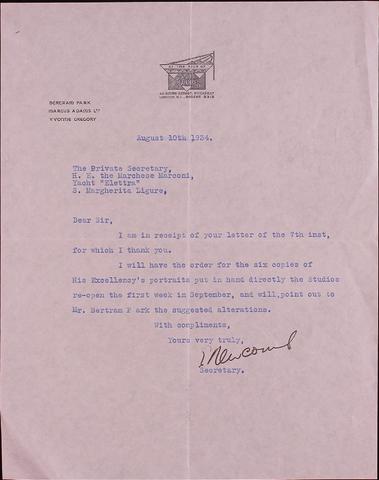 BERTRAM PARK
MARCUS ADAMS LTD
YVONNE GREGORY
August 10th 1934.
The Private Secretary,
H. E. the Marchese Marconi,
Yacht "Elettra"
S. Margherita Ligure,
Dear Sir,
I am in receipt of your letter of the 7th inst,
for which I thank you.
I will have the order for the six copies of
His Excellency's portraits put in hand directly the Studios
re-open the first week in September, and will,point out to
Mr. Bertram P ark the suggested alterations.
With compliments,
Yours very truly,
Newcomb
Secretary.